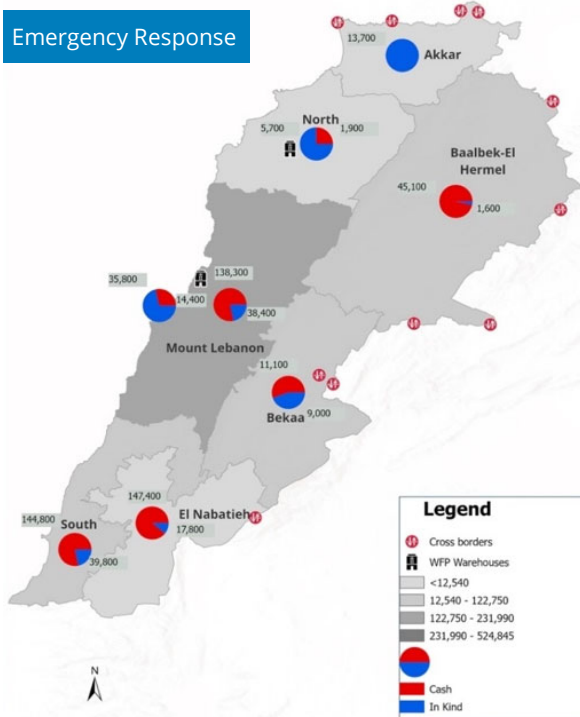 Emergency Response
13,700
Akkar
North
5,700
1,900
Baalbek-El
Hermel
45,100
1,600
35,800
138,300
14,400
38,400
Mount Lebanon
11,100
Bekaa
9,000
147,400
El Nabatieh
17,800
144,800
South
39,800
N
Legend
Cross borders
WFP Warehouses
<12,540
12,540 - 122,750
122,750 - 231,990
231,990 - 524,845
Cash
In Kind